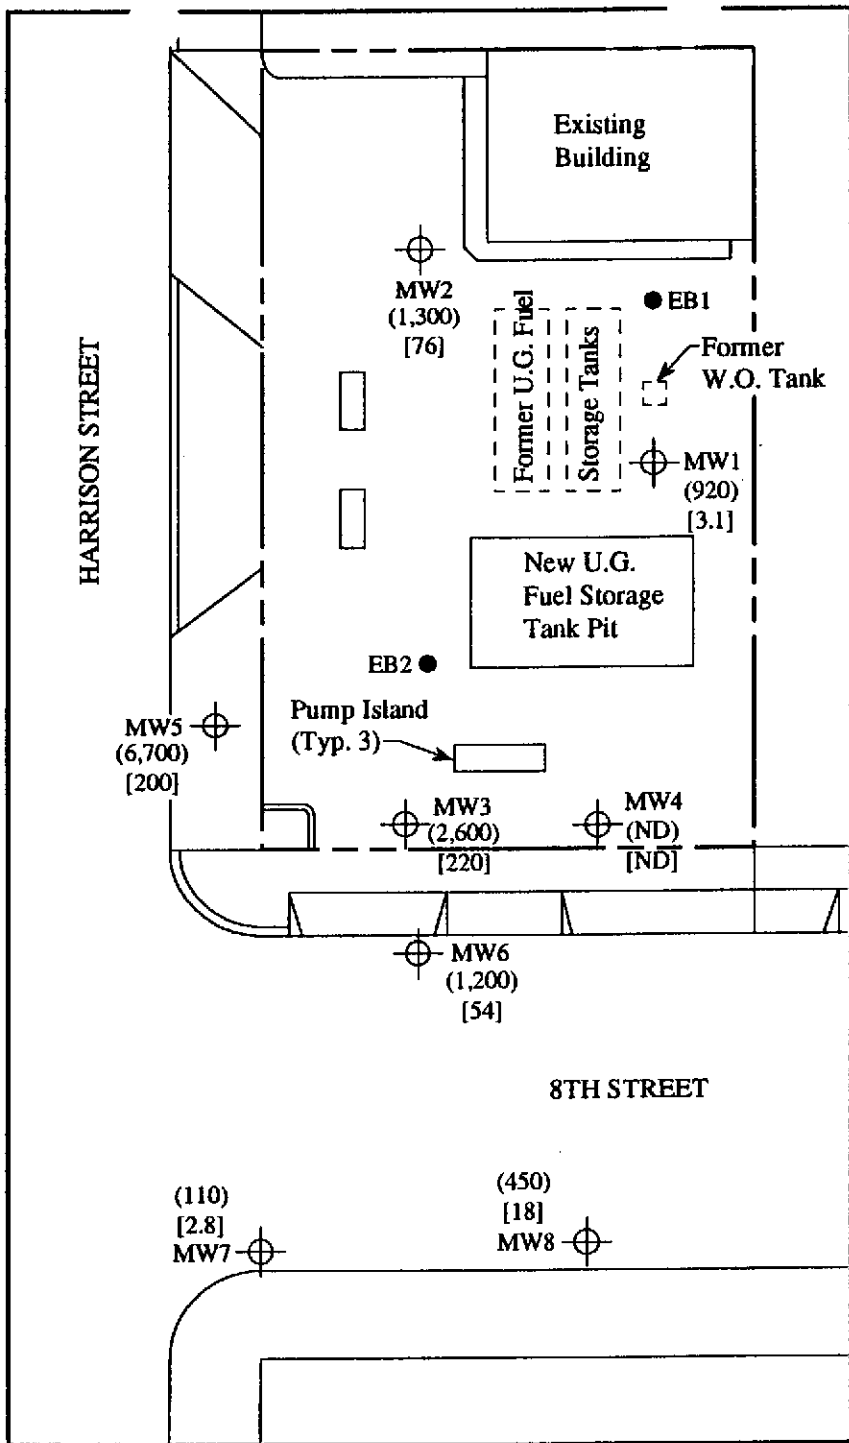 Existing
Building
MW2
(1,300)
[76]
EB1
Former U.G. Fuel
Storage Tanks
Former
W.O. Tank
HARRISON STREET
MW1
(920)
[3.1]
New U.G.
Fuel Storage
Tank Pit
EB2
MW5
(6,700)
[200]
Pump Island
(Typ. 3)
MW3
(2,600)
[220]
MW4
(ND)
[ND]
MW6
(1,200)
[54]
8TH STREET
(110)
[2.8]
MW7
(450)
[18]
MW8